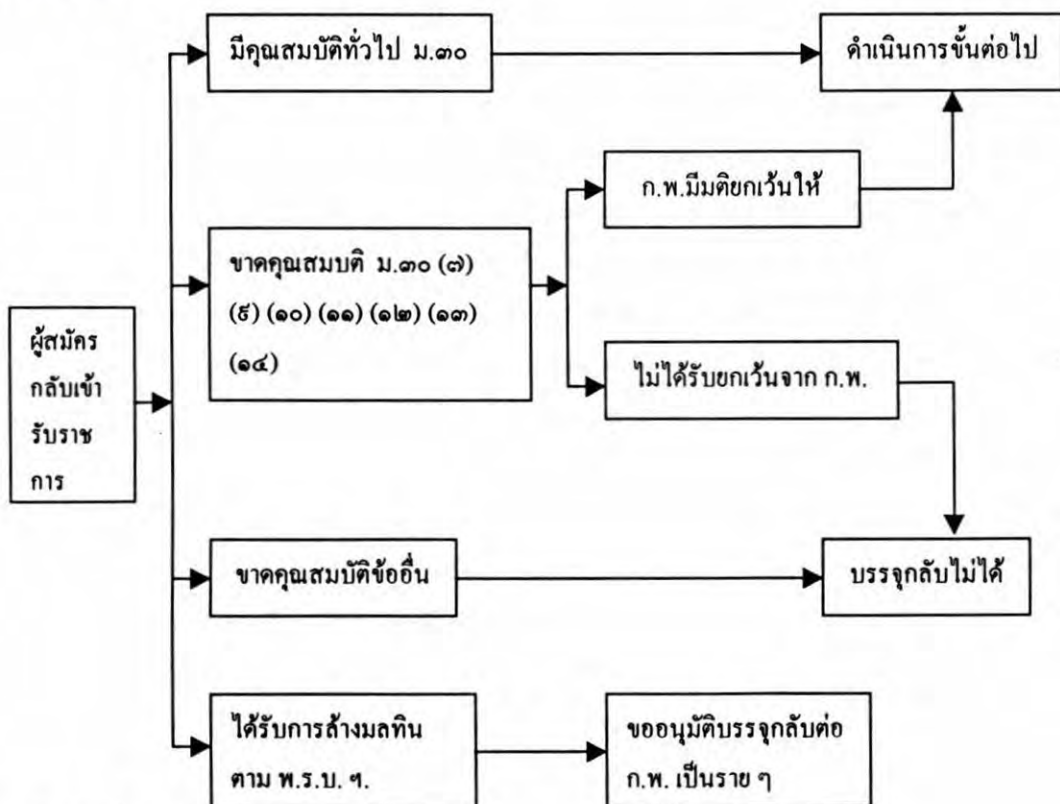 มีคุณสมบัติทั่วไป ม.๓๐
ดำเนินการขั้นต่อไป
ก.พ.มีมติยกเว้นให้
ขาดคุณสมบติ ม.๓๐ (๗)
(๙) (๑๐) (๑๑) (๑๒) (๑๓)
(๑๔)
ผู้สมัคร
กลับเข้า
รับราช
การ
ไม่ได้รับยกเว้นจาก ก.พ.
ขาดคุณสมบัติข้ออื่น
บรรจุกลับไม่ได้
ได้รับการล้างมลทิน
ตาม พ.ร.บ. ฯ.
ขออนุมัติบรรจุกลับต่อ
ก.พ. เป็นราย ๆ